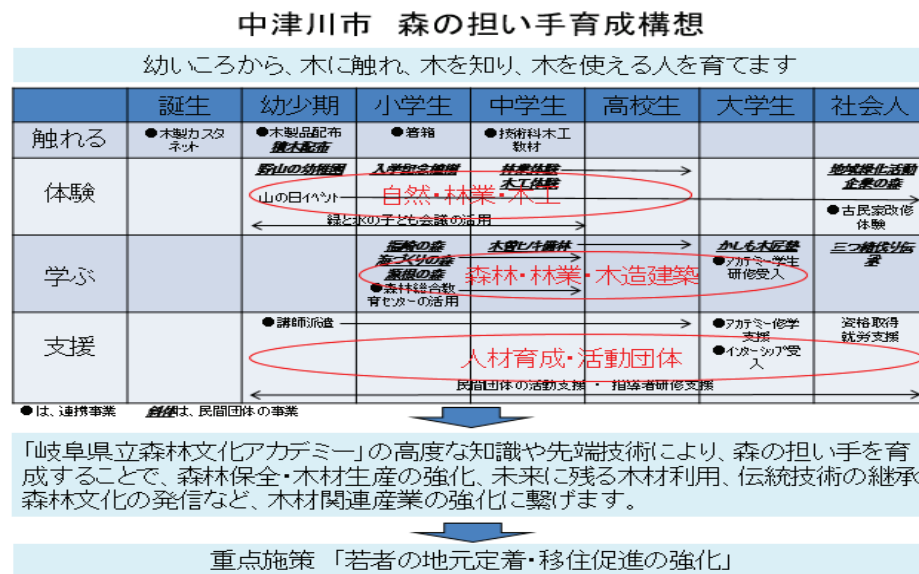 中津川市 森の担い手育成構想
幼いころから、木に触れ、木を知り、木を使える人を育てます
誕生 幼少期 小学生 中学生 高校生 大学生 社会人
触れる
●木製カスタ
ネット
●木製品配布
積木配布
●箸箱
●技術科木工
教材
体験
野山の幼稚園
入学記念植樹
林業体験
木工体験
地域緑化活動
企業の森
山の日イベント
自然・林業・木工
緑と水の子ども会議の活用
●古民家改修
体験
学ぶ
木曽ヒノキ備林
かしも木匠塾
三つ緒伐り伝
福崎の森
海づくりの森
源根の森
●森林総合教
育センターの活用
森林・林業・木造建築
●アカデミー学生
研修受入
支援
●講師派遣
●アカデミー修学
支援
●インターシップ受
入
資格取得
就労支援
人材育成・活動団体
民間団体の活動支援 ・ 指導者研修支援
●は、連携事業 斜体は、民間団体の事業
「岐阜県立森林文化アカデミー」の高度な知識や先端技術により、森の担い手を育
成することで、森林保全・木材生産の強化、未来に残る木材利用、伝統技術の継承
森林文化の発信など、木材関連産業の強化に繋げます。
重点施策 「若者の地元定着・移住促進の強化」